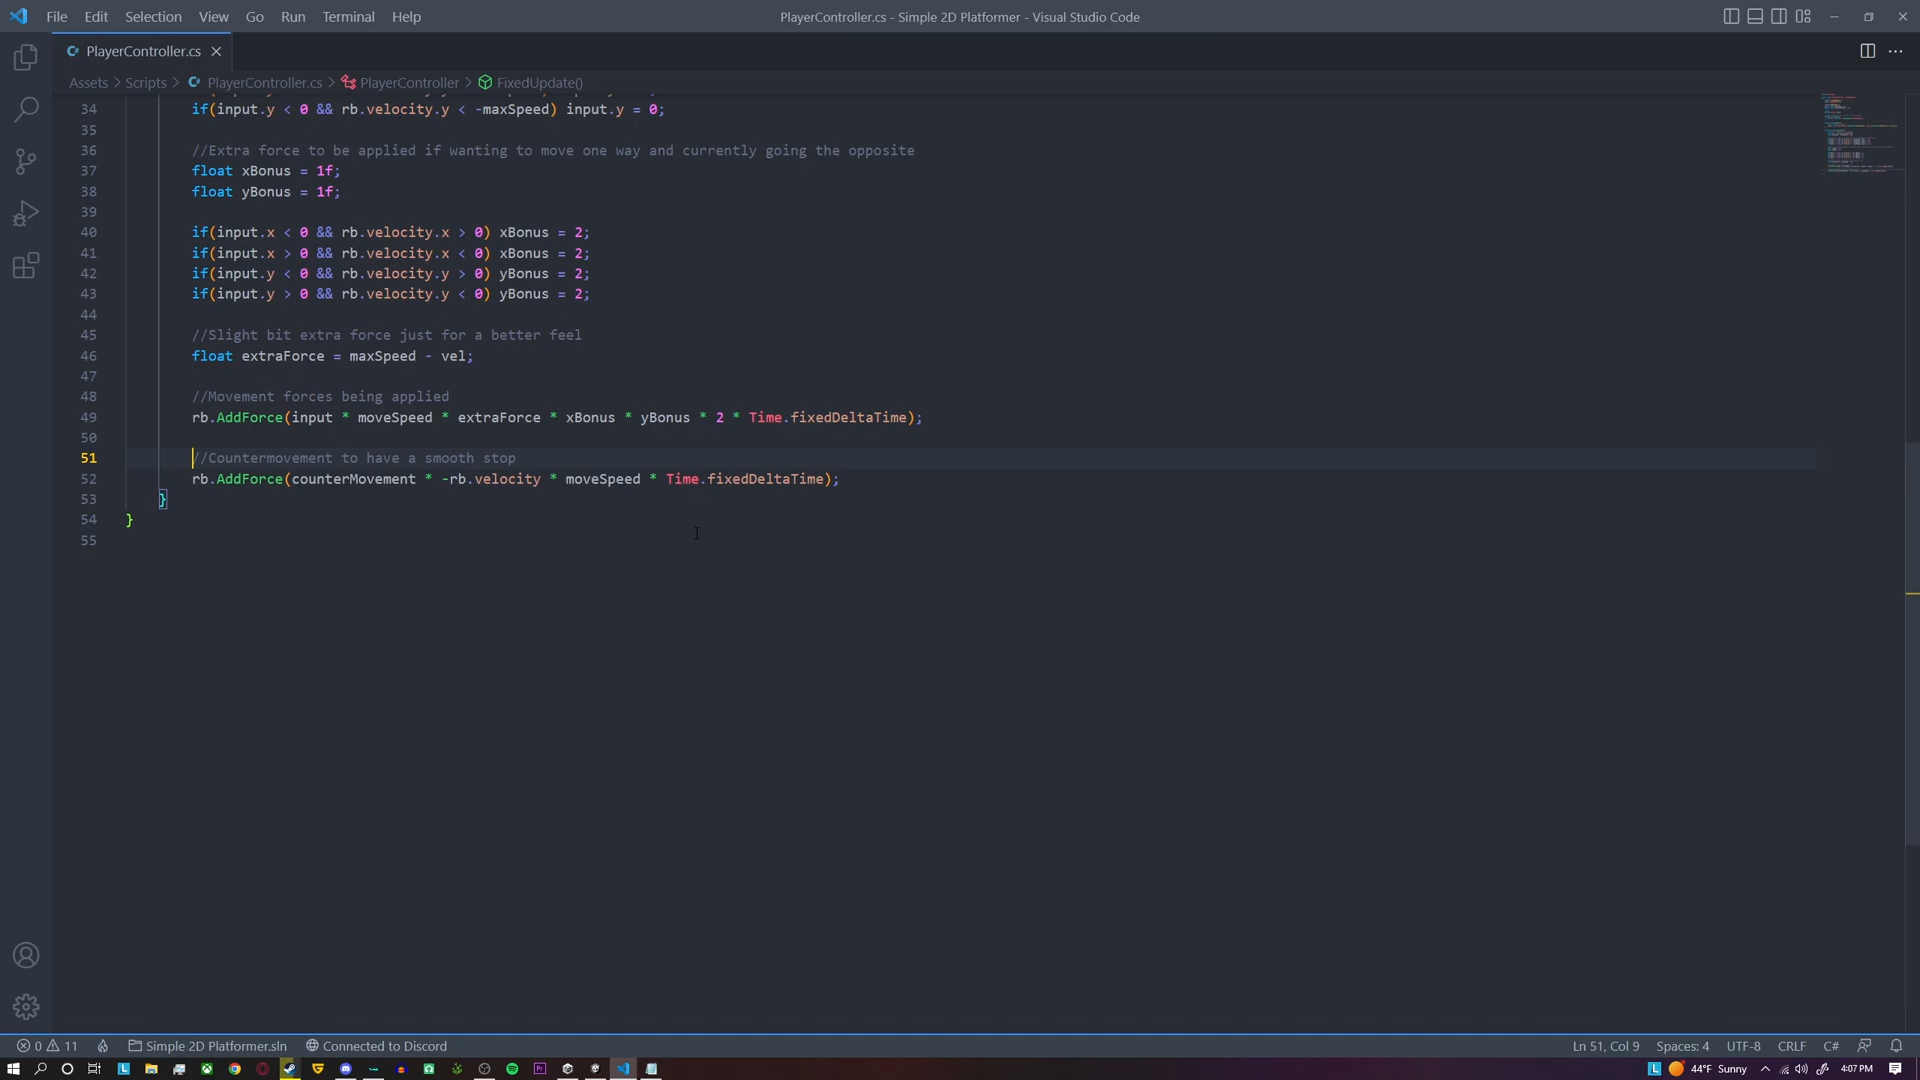 File Edit Selection View Go Run Terminal Help PlayerController.cs - Simple 2D Platformer - Visual Studio Code
PlayerController.cs
Assets > Scripts > PlayerController.cs > PlayerController > FixedUpdate()
34 if(input.y < 0 && rb.velocity.y < -maxSpeed) input.y = 0;
35
36 //Extra force to be applied if wanting to move one way and currently going the opposite
37 float xBonus = 1f;
38 float yBonus = 1f;
39
40 if(input.x < 0 && rb.velocity.x > 0) xBonus = 2;
41 if(input.x > 0 && rb.velocity.x < 0) xBonus = 2;
42 if(input.y < 0 && rb.velocity.y > 0) yBonus = 2;
43 if(input.y > 0 && rb.velocity.y < 0) yBonus = 2;
44
45 //Slight bit extra force just for a better feel
46 float extraForce = maxSpeed - vel;
47
48 //Movement forces being applied
49 rb.AddForce(input * moveSpeed * extraForce * xBonus * yBonus * 2 * Time.fixedDeltaTime);
50
51 //Countermovement to have a smooth stop
52 rb.AddForce(counterMovement * -rb.velocity * moveSpeed * Time.fixedDeltaTime);
53 }
54 }
55
0 11 Simple 2D Platformer.sln Connected to Discord Ln 51, Col 9 Spaces: 4 UTF-8 CRLF C#
44°F Sunny 4:07 PM